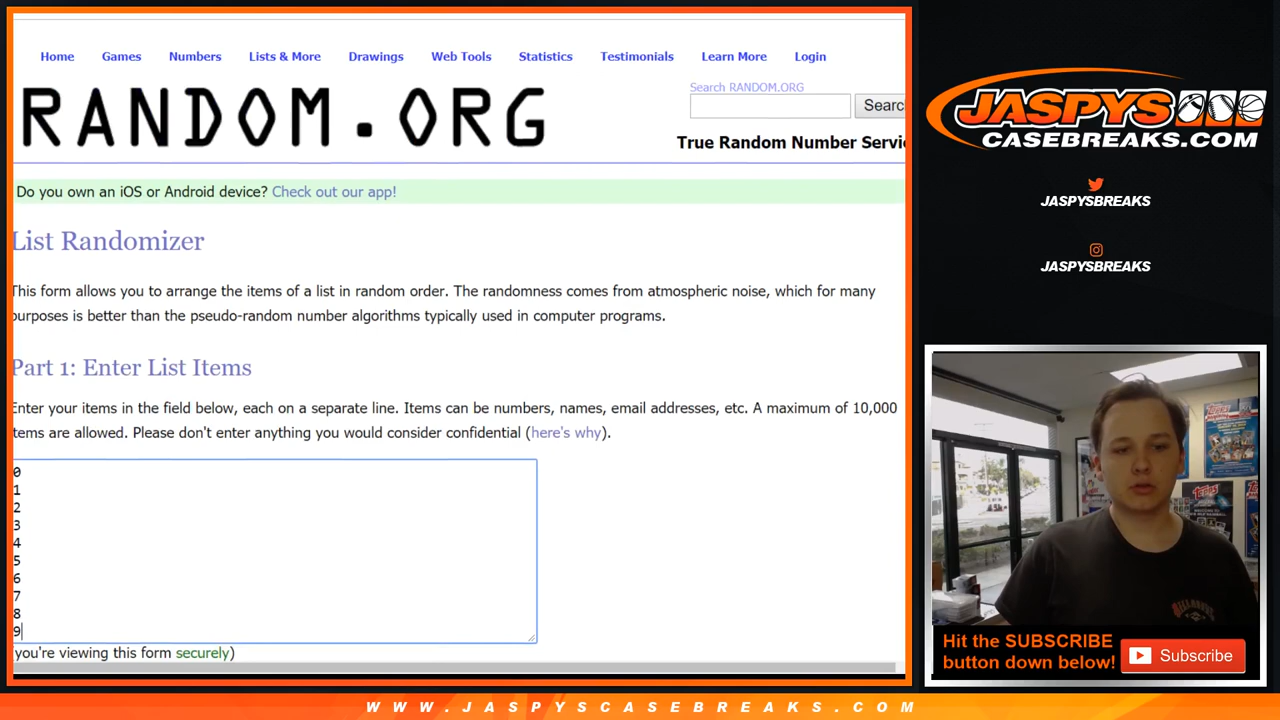 Home Games Numbers Lists & More Drawings Web Tools Statistics Testimonials Learn More Login
RANDOM.ORG
Search RANDOM.ORG
Searc
True Random Number Servi
Do you own an iOS or Android device? Check out our app!
List Randomizer
This form allows you to arrange the items of a list in random order. The randomness comes from atmospheric noise, which for many
purposes is better than the pseudo-random number algorithms typically used in computer programs.
Part 1: Enter List Items
Enter your items in the field below, each on a separate line. Items can be numbers, names, email addresses, etc. A maximum of 10,000
items are allowed. Please don't enter anything you would consider confidential (here's why).
0
1
2
3
4
5
6
7
8
9
you're viewing this form securely)
JASPYS
CASEBREAKS.COM
JASPYSBREAKS
JASPYSBREAKS
Topps
Topps
Hit the SUBSCRIBE
button down below!
Subscribe
WWW.JASPYSCASEBREAKS.COM